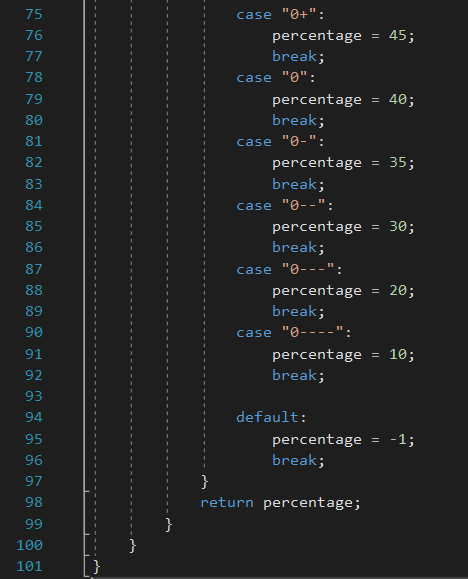 75 case "0+":
76 percentage = 45;
77 break;
78 case "0":
79 percentage = 40;
80 break;
81 case "0-":
82 percentage = 35;
83 break;
84 case "0--":
85 percentage = 30;
86 break;
87 case "0---":
88 percentage = 20;
89 break;
90 case "0----":
91 percentage = 10;
92 break;
93
94 default:
95 percentage = -1;
96 break;
97 }
98 return percentage;
99 }
100 }
101 }